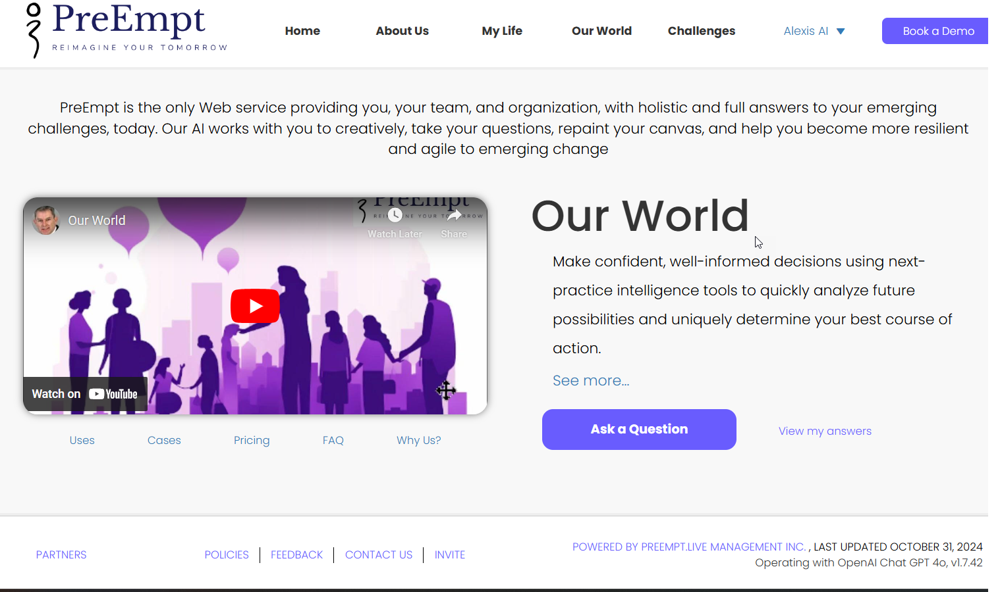 PreEmpt
REIMAGINE YOUR TOMORROW
Home
About Us
My Life
Our World
Challenges
Alexis AI
Book a Demo
PreEmpt is the only Web service providing you, your team, and organization, with holistic and full answers to your emerging
challenges, today. Our AI works with you to creatively, take your questions, repaint your canvas, and help you become more resilient
and agile to emerging change
Our World
PreEmpt
REIMAGINE YOUR TOMORROW
Watch Later
Share
Watch on YouTube
Uses
Cases
Pricing
FAQ
Why Us?
Our World
Make confident, well-informed decisions using next-
practice intelligence tools to quickly analyze future
possibilities and uniquely determine your best course of
action.
See more...
Ask a Question
View my answers
PARTNERS
POLICIES
FEEDBACK
CONTACT US
INVITE
POWERED BY PREEMPT.LIVE MANAGEMENT INC. , LAST UPDATED OCTOBER 31, 2024
Operating with OpenAI Chat GPT 4o, v1.7.42